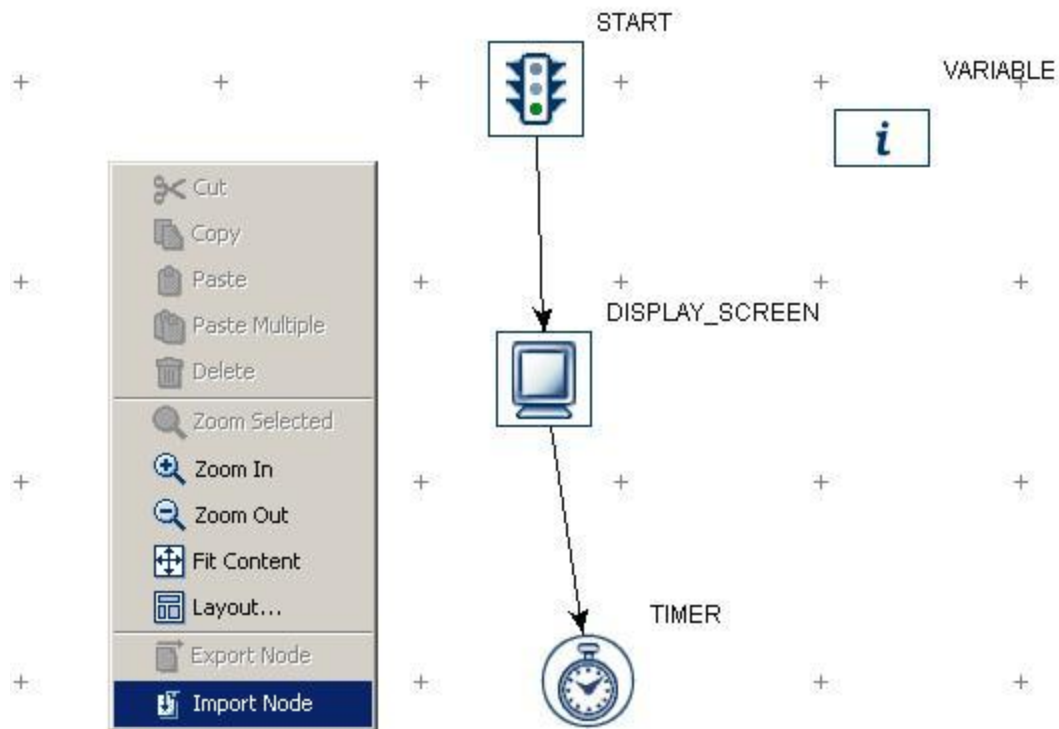 START
VARIABLE
i
Cut
Copy
Paste
Paste Multiple
Delete
Zoom Selected
Zoom In
Zoom Out
Fit Content
Layout...
Export Node
Import Node
DISPLAY_SCREEN
TIMER